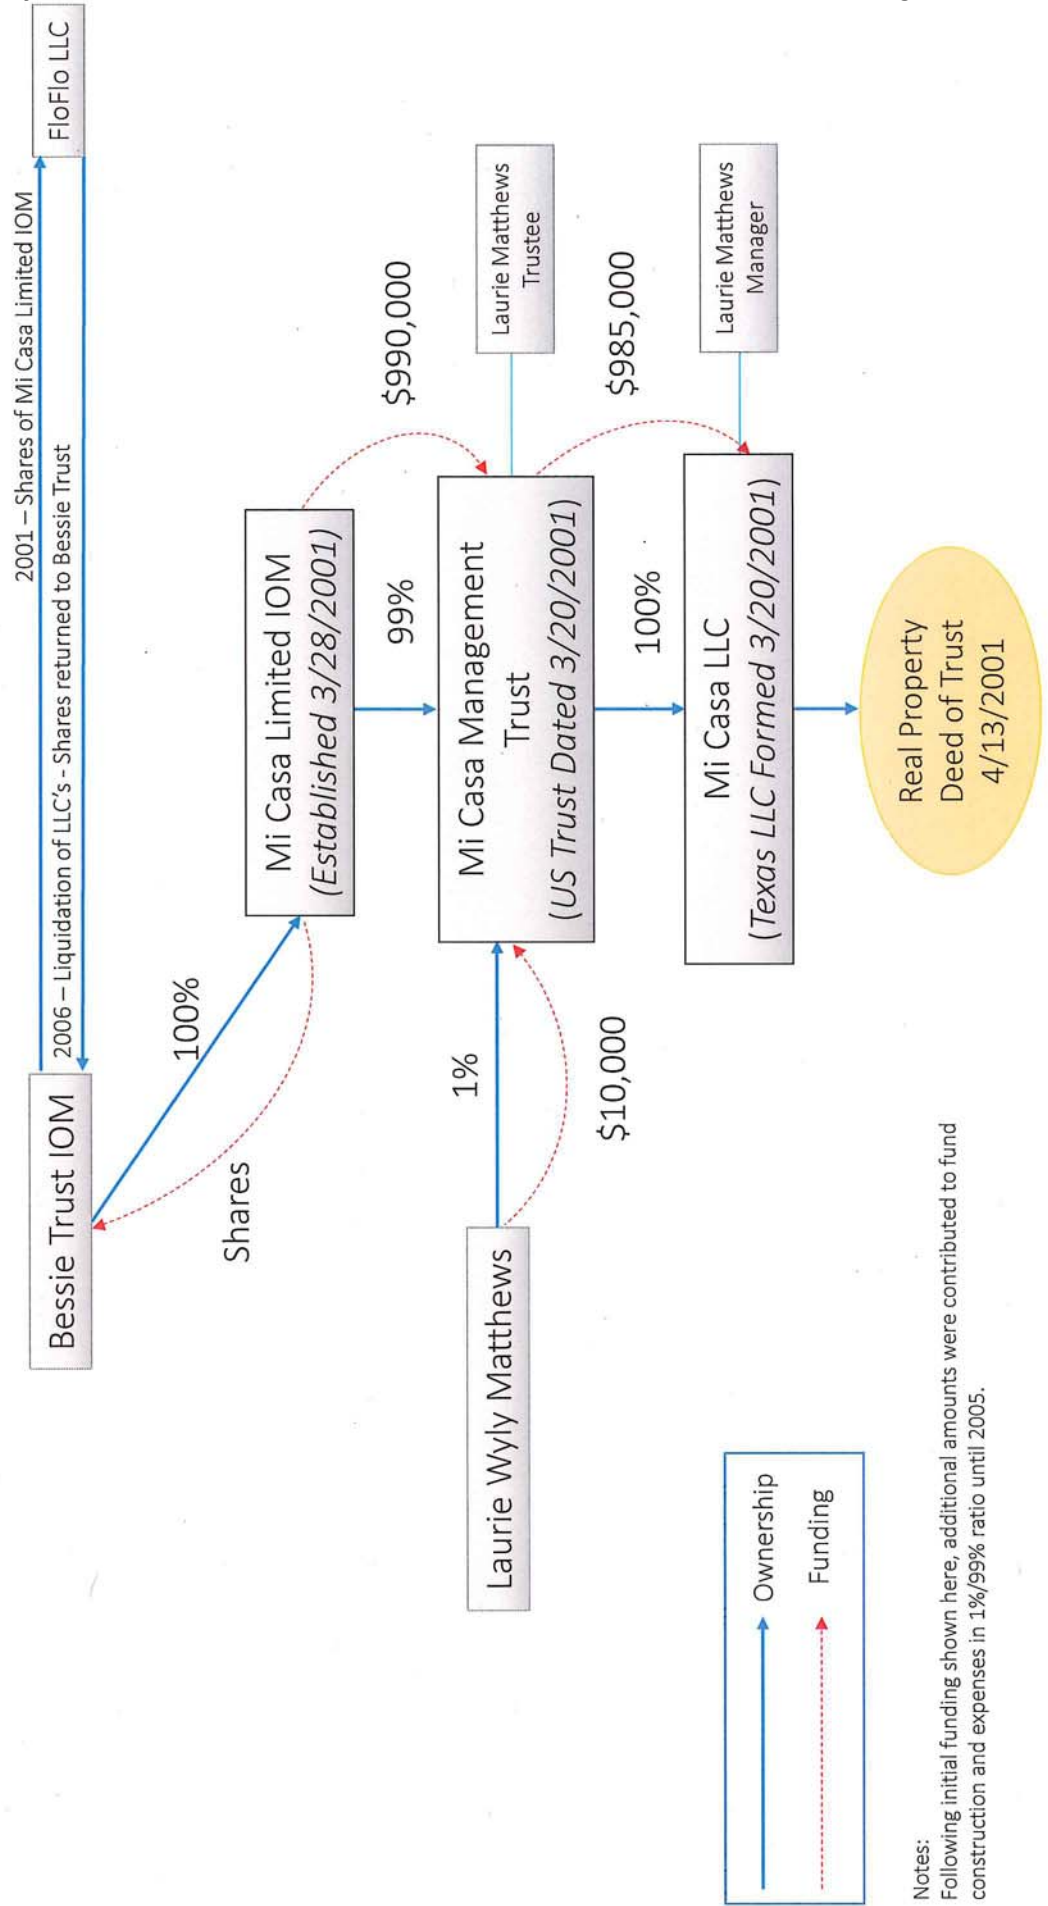 2001 – Shares of Mi Casa Limited IOM
Bessie Trust IOM
FloFlo LLC
2006 – Liquidation of LLC's - Shares returned to Bessie Trust
100%
Shares
Mi Casa Limited IOM
(Established 3/28/2001)
99%
$990,000
Laurie Wyly Matthews
1%
$10,000
Mi Casa Management
Trust
(US Trust Dated 3/20/2001)
Laurie Matthews
Trustee
100%
$985,000
Mi Casa LLC
(Texas LLC Formed 3/20/2001)
Laurie Matthews
Manager
Real Property
Deed of Trust
4/13/2001
Ownership
Funding
Notes:
Following initial funding shown here, additional amounts were contributed to fund
construction and expenses in 1%/99% ratio until 2005.